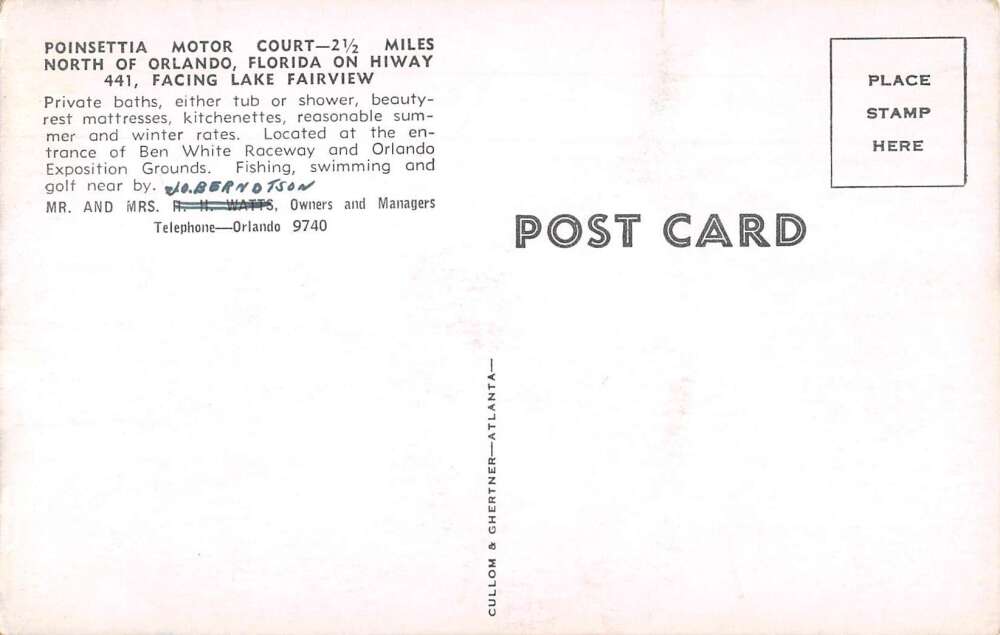 POINSETTIA MOTOR COURT—2½ MILES
NORTH OF ORLANDO, FLORIDA ON HIWAY
441, FACING LAKE FAIRVIEW
Private baths, either tub or shower, beauty-
rest mattresses, kitchenettes, reasonable sum-
mer and winter rates. Located at the en-
trance of Ben White Raceway and Orlando
Exposition Grounds. Fishing, swimming and
golf near by. JO. BERNOTSON
MR. AND MRS. R. H. WATTS, Owners and Managers
Telephone—Orlando 9740
PLACE
STAMP
HERE
POST CARD
CULLOM & GHERTNER—ATLANTA—